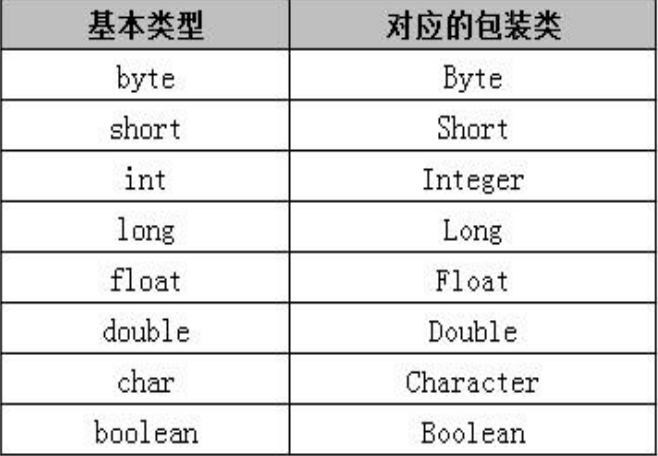 基本类型 对应的包装类
byte Byte
short Short
int Integer
long Long
float Float
double Double
char Character
boolean Boolean